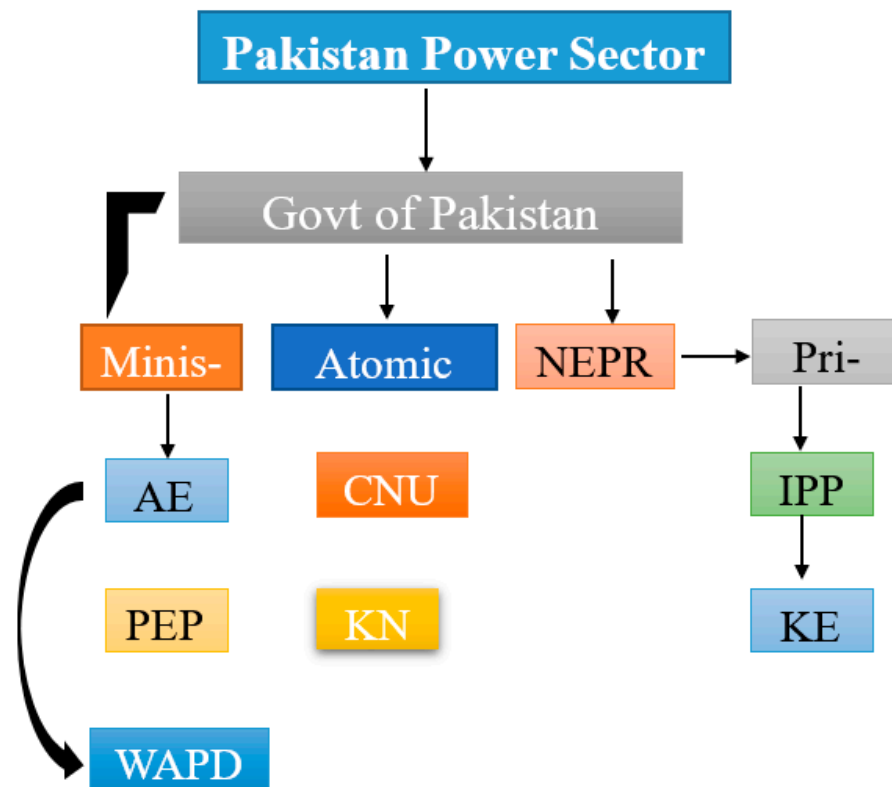 Pakistan Power Sector
Govt of Pakistan
Minis-
Atomic
NEPR
Pri-
AE
CNU
IPP
PEP
KN
KE
WAPD